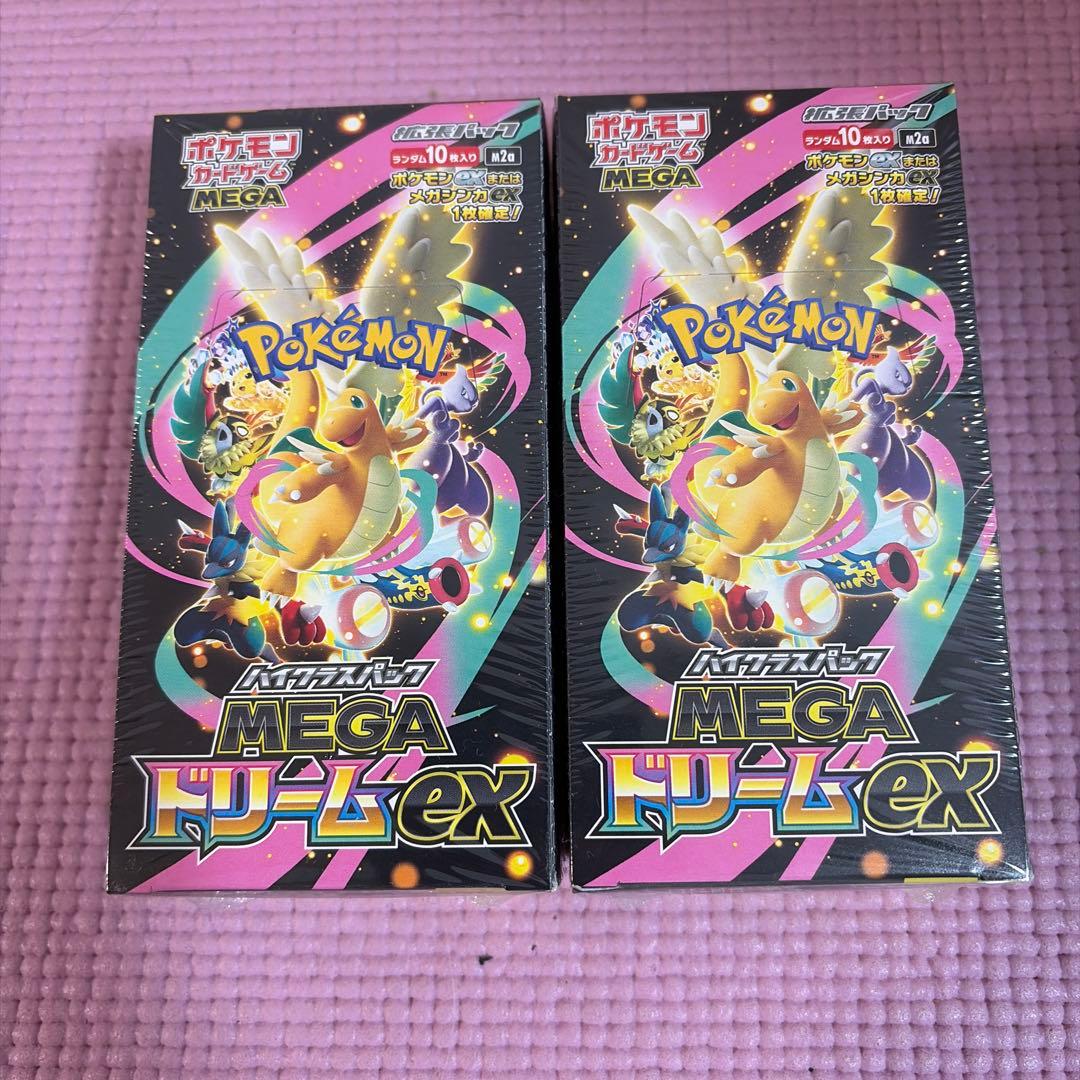 ポケモン
カードゲーム
MEGA
拡張パック
ランダム10枚入り M2a
ポケモンexまたは
メガシンカex
1枚確定!
POKéMON
TM
ハイクラスパック
MEGA
ドリームex
ポケモン
カードゲーム
MEGA
拡張パック
ランダム10枚入り M2a
ポケモンexまたは
メガシンカex
1枚確定!
POKéMON
TM
ハイクラスパック
MEGA
ドリームex